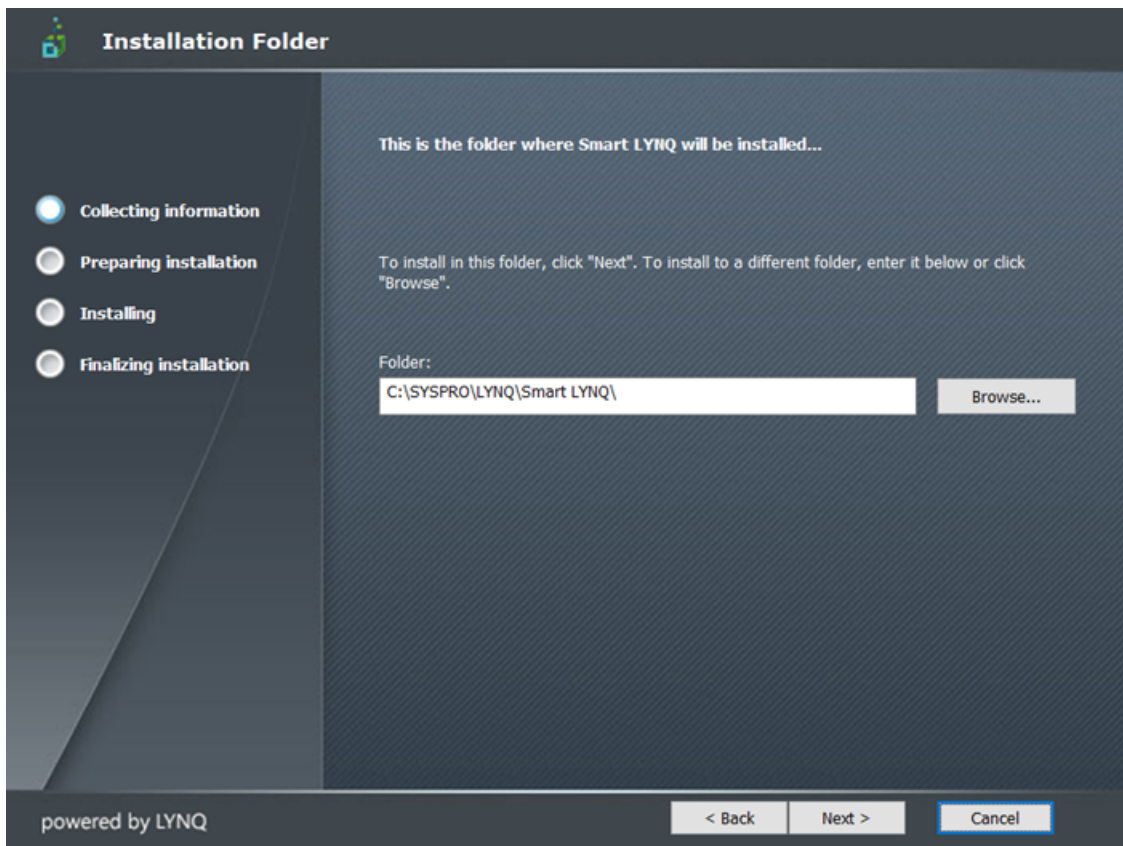 Installation Folder
This is the folder where Smart LYNQ will be installed...
Collecting information
Preparing installation
Installing
Finalizing installation
To install in this folder, click "Next". To install to a different folder, enter it below or click
"Browse".
Folder:
C:\SYSPRO\LYNQ\Smart LYNQ\
Browse...
powered by LYNQ
< Back
Next >
Cancel